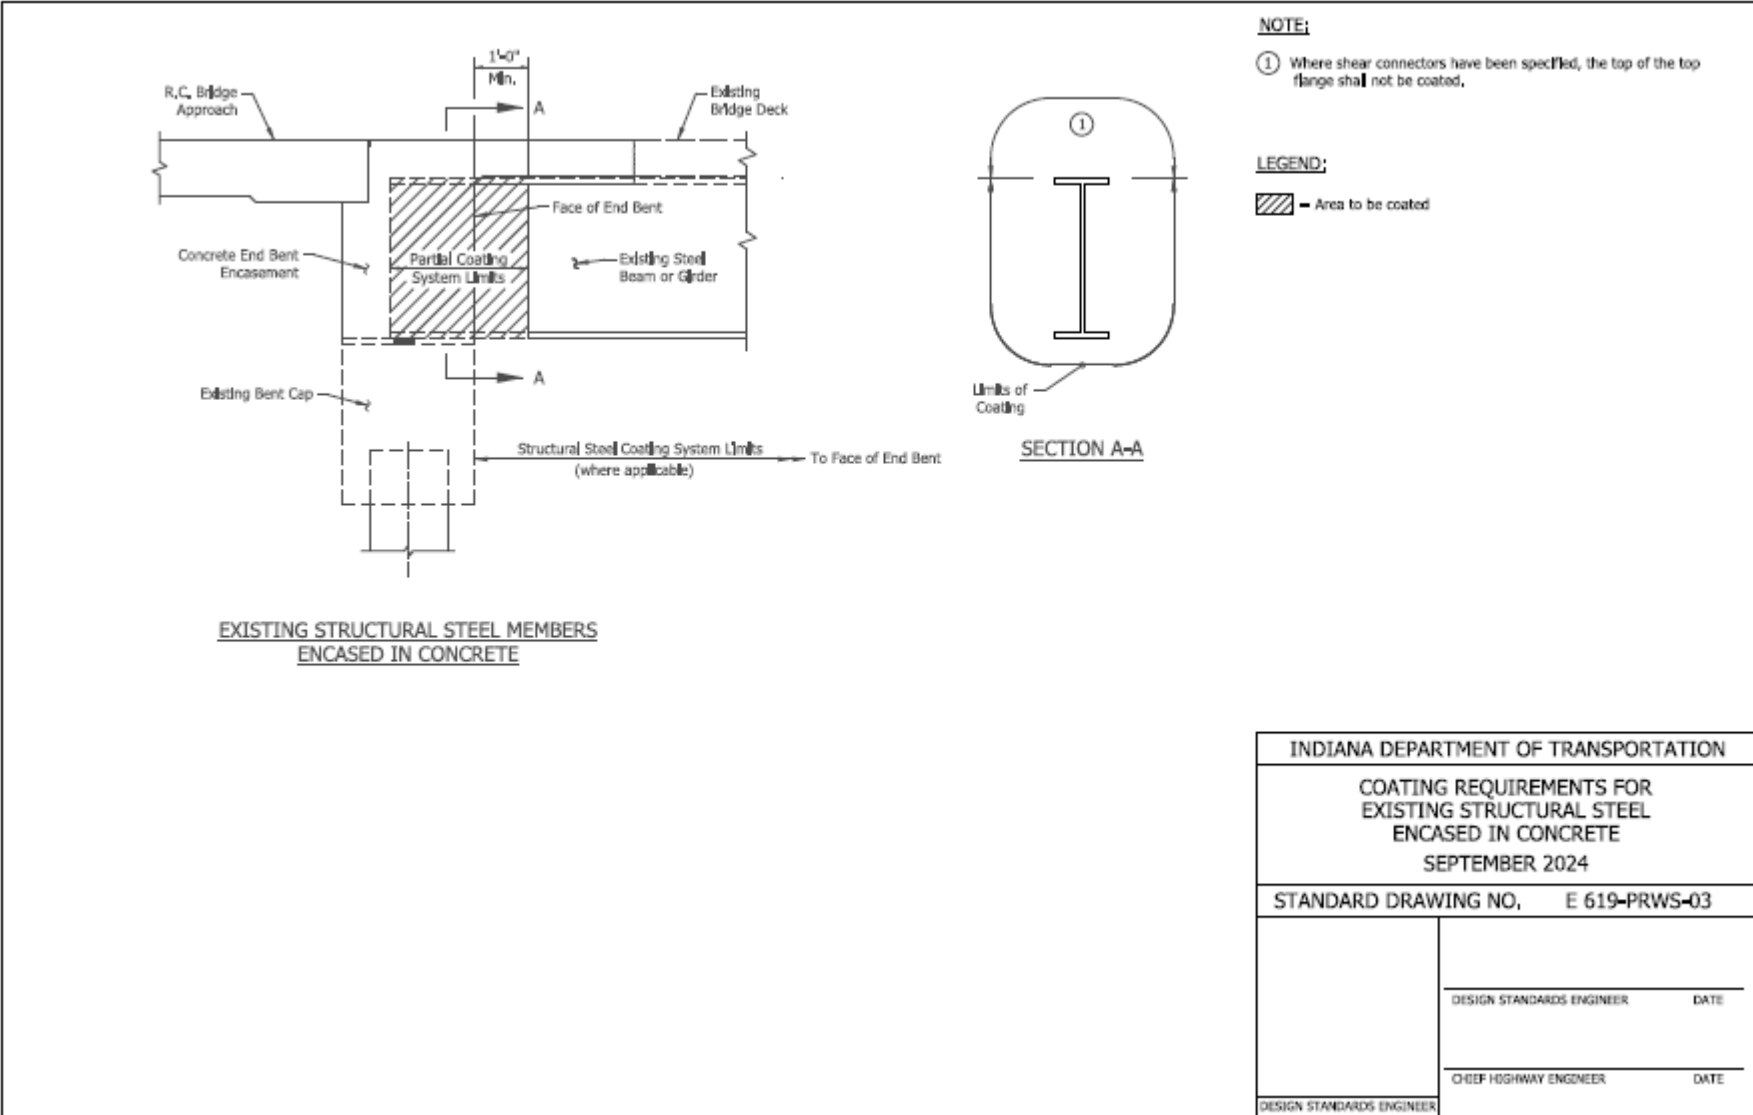 1'-0"
Min.
A
R.C. Bridge
Approach
Existing
Bridge Deck
Face of End Bent
Concrete End Bent
Encasement
Partial Coating
System Limits
Existing Steel
Beam or Girder
A
Existing Bent Cap
Structural Steel Coating System Limits
(where applicable)
To Face of End Bent
EXISTING STRUCTURAL STEEL MEMBERS
ENCASED IN CONCRETE
1
Limits of
Coating
SECTION A-A
NOTE:
1 Where shear connectors have been specified, the top of the top
flange shall not be coated.
LEGEND:
- Area to be coated
INDIANA DEPARTMENT OF TRANSPORTATION
COATING REQUIREMENTS FOR
EXISTING STRUCTURAL STEEL
ENCASED IN CONCRETE
SEPTEMBER 2024
STANDARD DRAWING NO. E 619-PRWS-03
DESIGN STANDARDS ENGINEER DATE
CHIEF HIGHWAY ENGINEER DATE
DESIGN STANDARDS ENGINEER